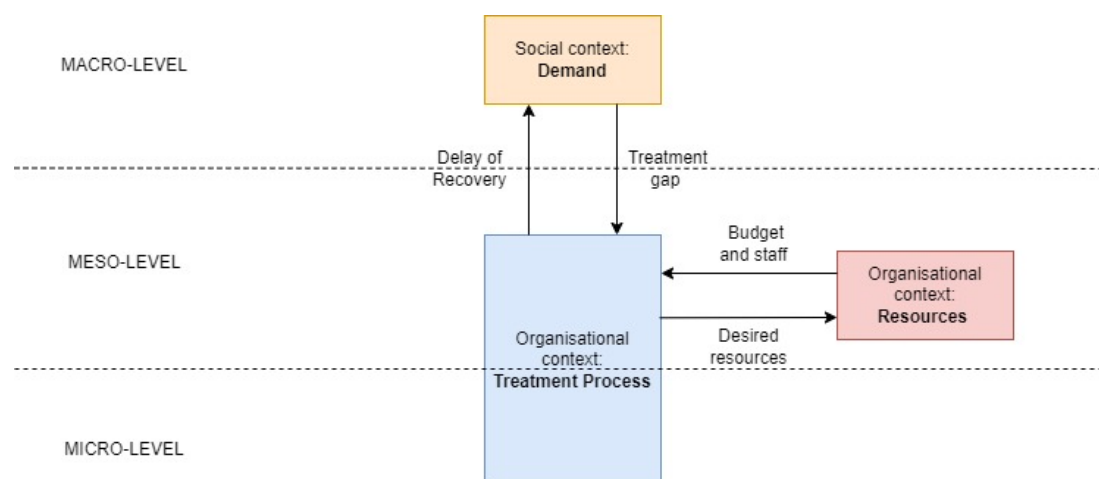 MACRO-LEVEL
Social context:
Demand
Delay of
Recovery
Treatment
gap
MESO-LEVEL
Budget
and staff
Organisational
context:
Resources
Desired
resources
Organisational
context:
Treatment Process
MICRO-LEVEL